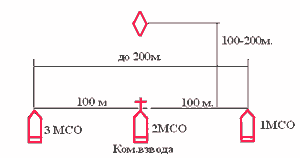 100-200м.
до 200м.
100 м 100 м.
3 МСО 2МСО 1МСО
Ком.взвода